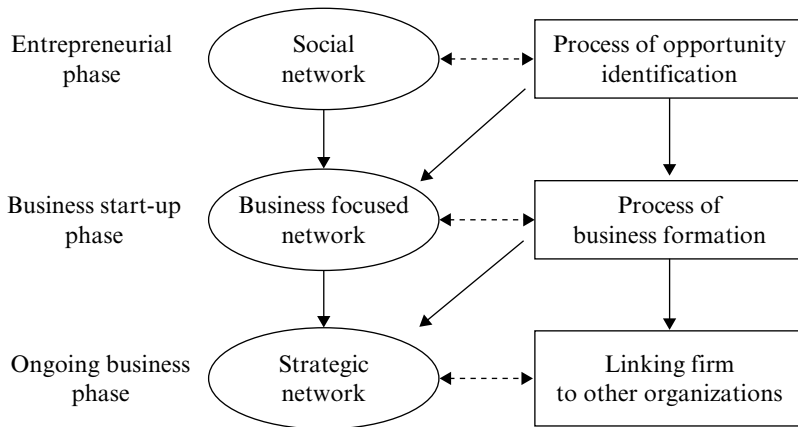 Entrepreneurial
phase
Social
network
Process of opportunity
identification
Business start-up
phase
Business focused
network
Process of
business formation
Ongoing business
phase
Strategic
network
Linking firm
to other organizations